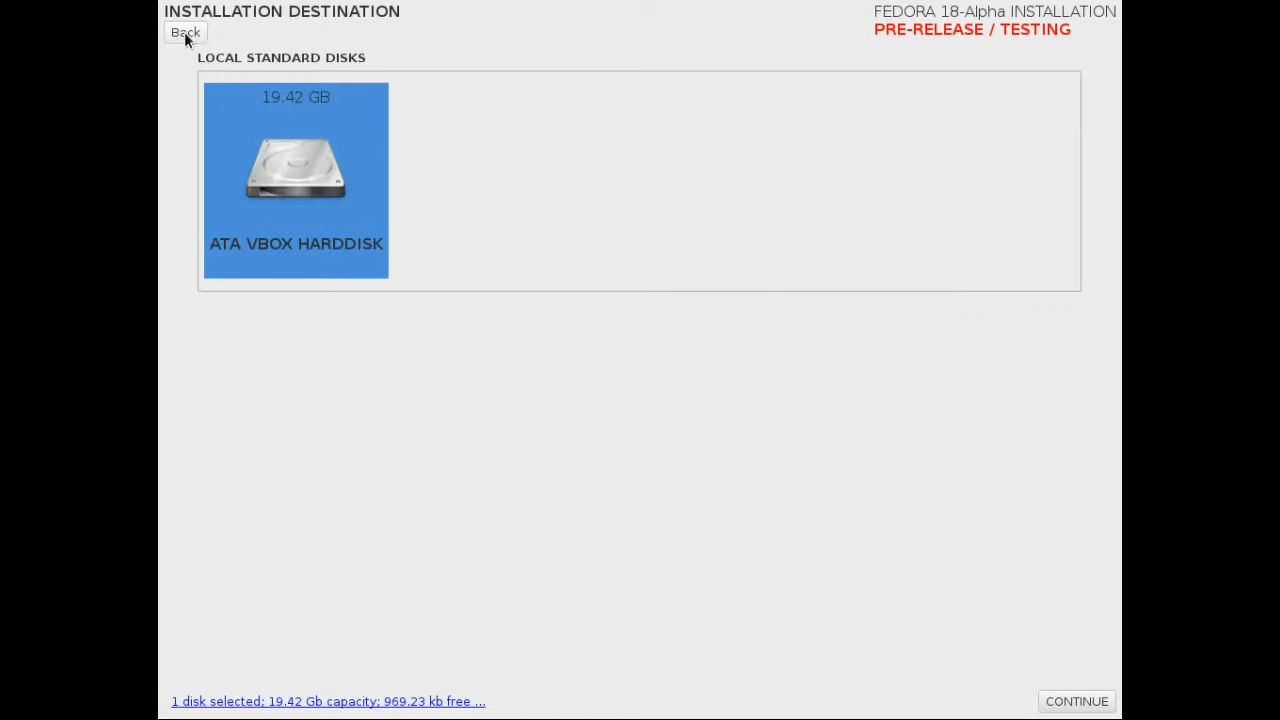 INSTALLATION DESTINATION
FEDORA 18-Alpha INSTALLATION
Back
PRE-RELEASE / TESTING
LOCAL STANDARD DISKS
19.42 GB
ATA VBOX HARDDISK
1 disk selected; 19.42 Gb capacity; 969.23 kb free ...
CONTINUE